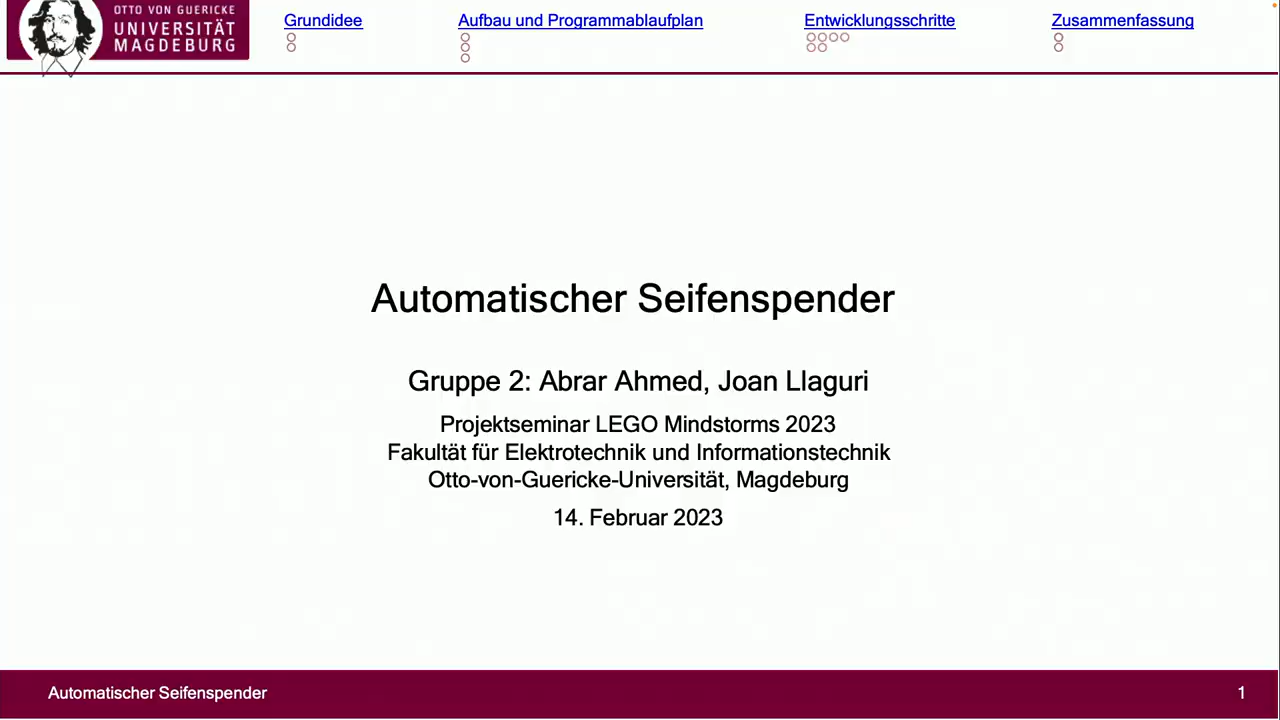 OTTO VON GUERICKE
UNIVERSITÄT
MAGDEBURG
Grundidee
Aufbau und Programmablaufplan
Entwicklungsschritte
Zusammenfassung
Automatischer Seifenspender
Gruppe 2: Abrar Ahmed, Joan Llaguri
Projektseminar LEGO Mindstorms 2023
Fakultät für Elektrotechnik und Informationstechnik
Otto-von-Guericke-Universität, Magdeburg
14. Februar 2023
Automatischer Seifenspender
1